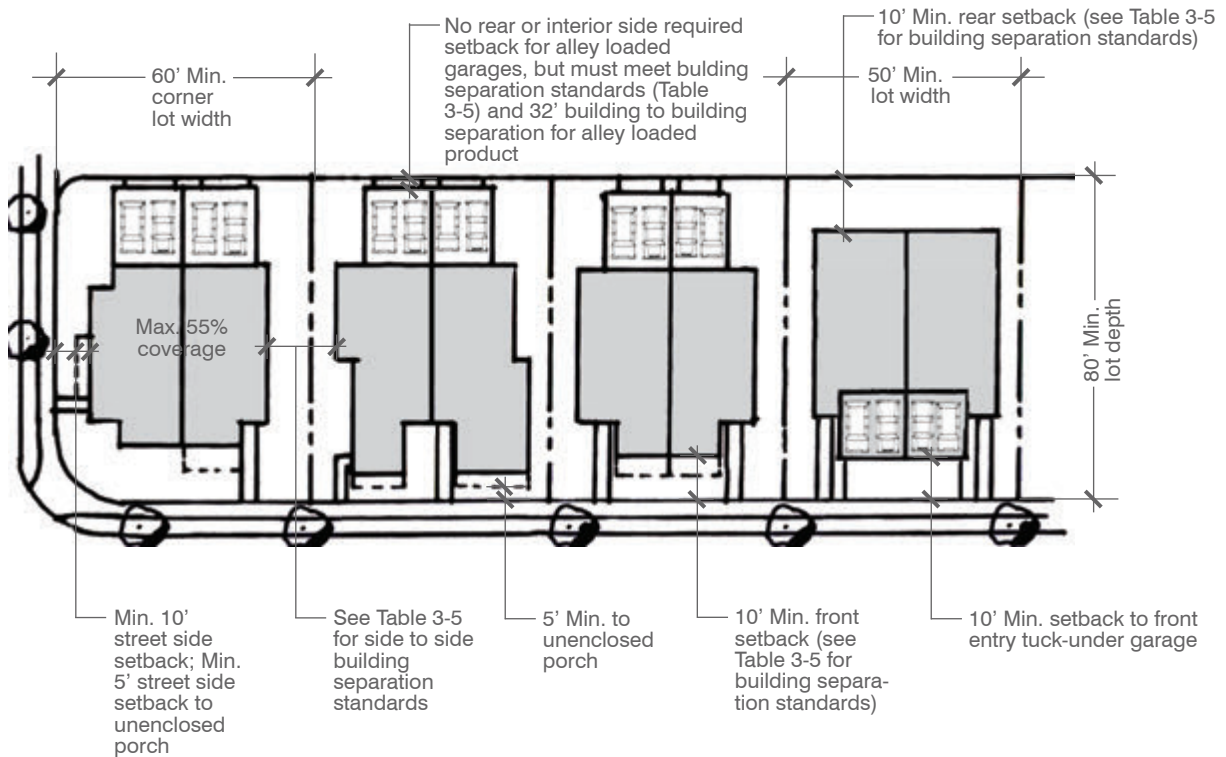 No rear or interior side required
setback for alley loaded
garages, but must meet bulding
separation standards (Table
3-5) and 32’ building to building
separation for alley loaded
product
10’ Min. rear setback (see Table 3-5
for building separation standards)
60’ Min.
corner
lot width
50’ Min.
lot width
Max. 55%
coverage
80’ Min.
lot depth
Min. 10’
street side
setback; Min.
5’ street side
setback to
unenclosed
porch
See Table 3-5
for side to side
building
separation
standards
5’ Min. to
unenclosed
porch
10’ Min. front
setback (see
Table 3-5 for
building separa-
tion standards)
10’ Min. setback to front
entry tuck-under garage